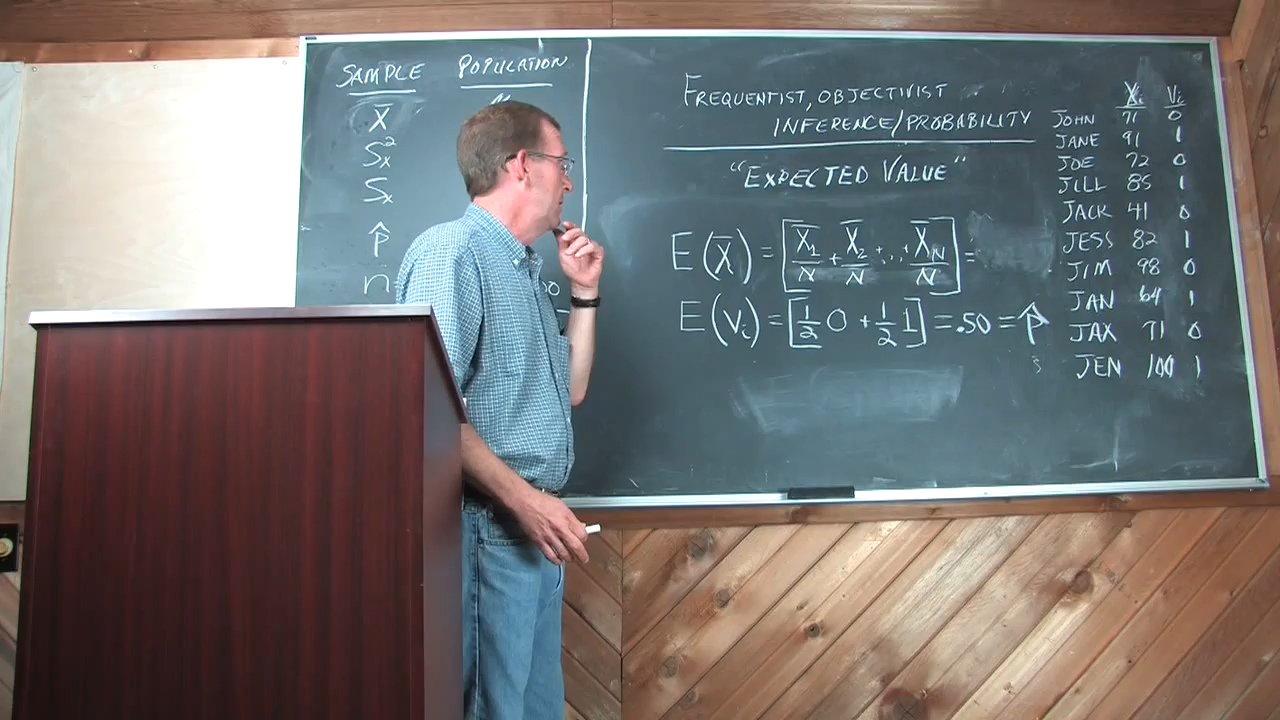 SAMPLE POPULATION
X̄
Sx²
Sx
p̂
n
FREQUENTIST, OBJECTIVIST
INFERENCE/PROBABILITY
"EXPECTED VALUE"
E(X̄) = [X̄1/N + X̄2/N + ... + X̄N/N] =
E(Vi) = [1/2 0 + 1/2 1] = .50 = p̂
Xi Vi
JOHN 71 0
JANE 91 1
JOE 72 0
JILL 85 1
JACK 41 0
JESS 82 1
JIM 98 0
JAN 64 1
JAX 71 0
JEN 100 1